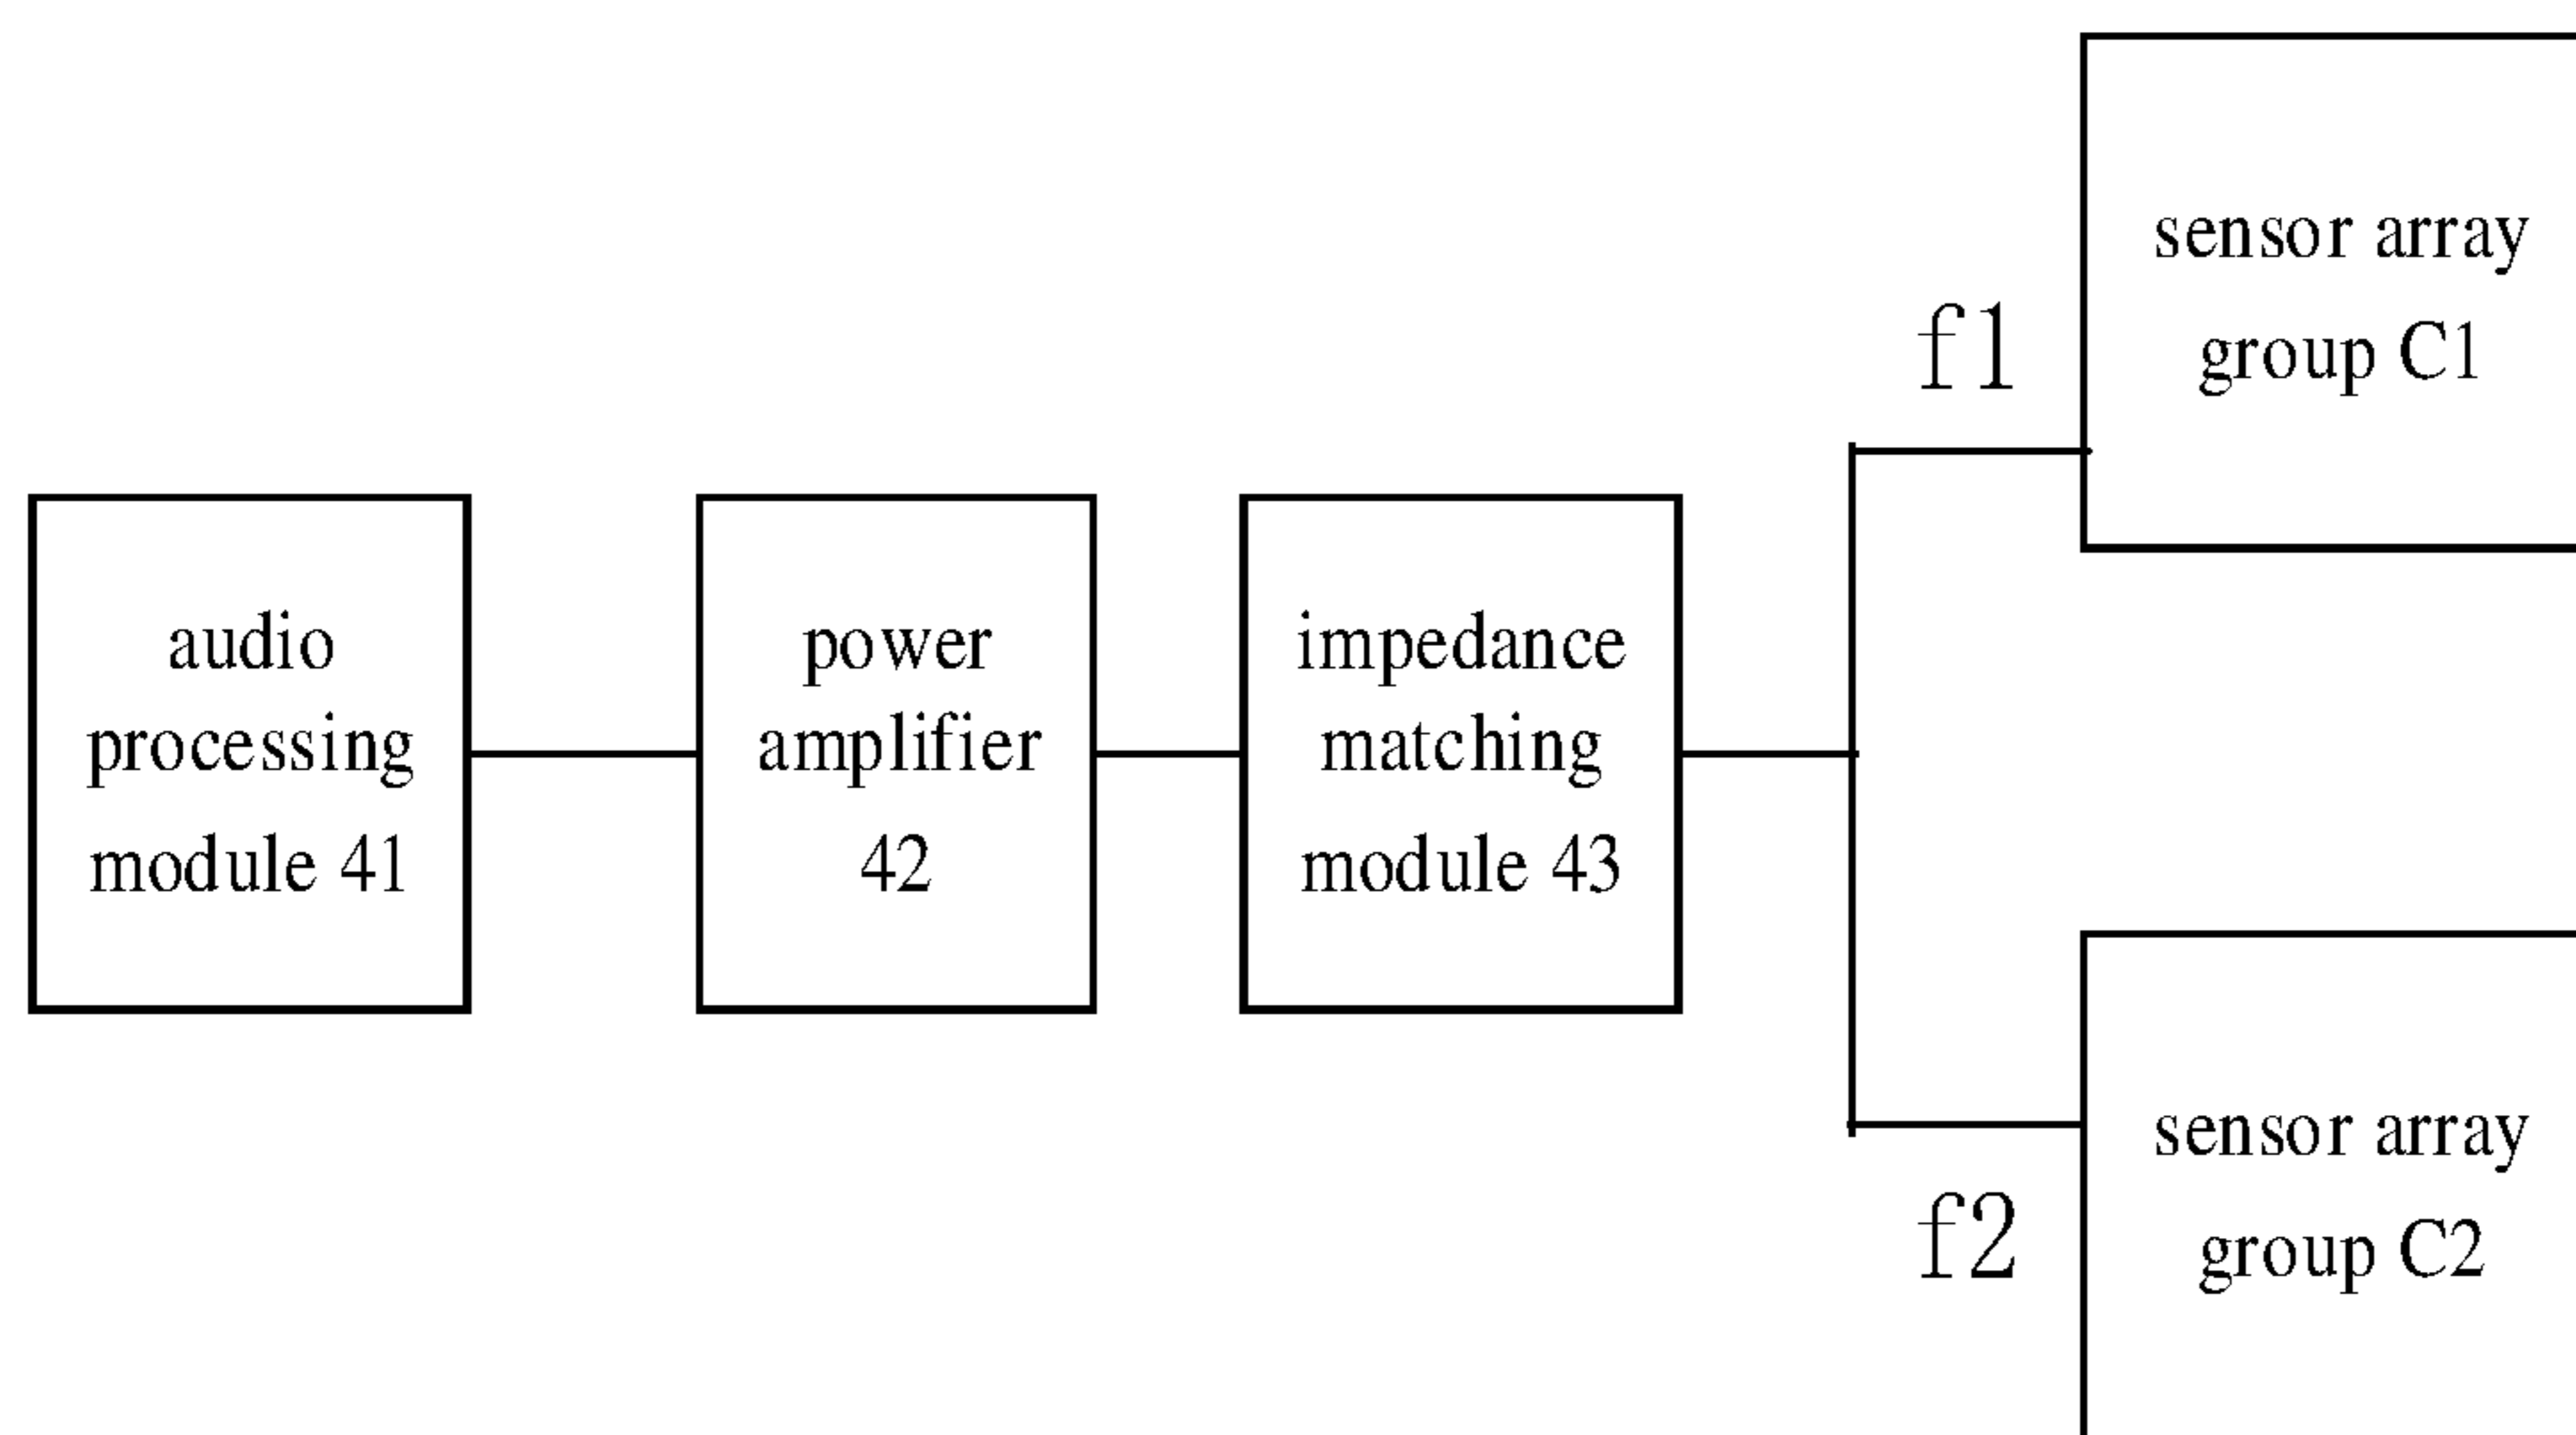 audio
processing
module 41
power
amplifier
42
impedance
matching
module 43
f1
sensor array
group C1
f2
sensor array
group C2